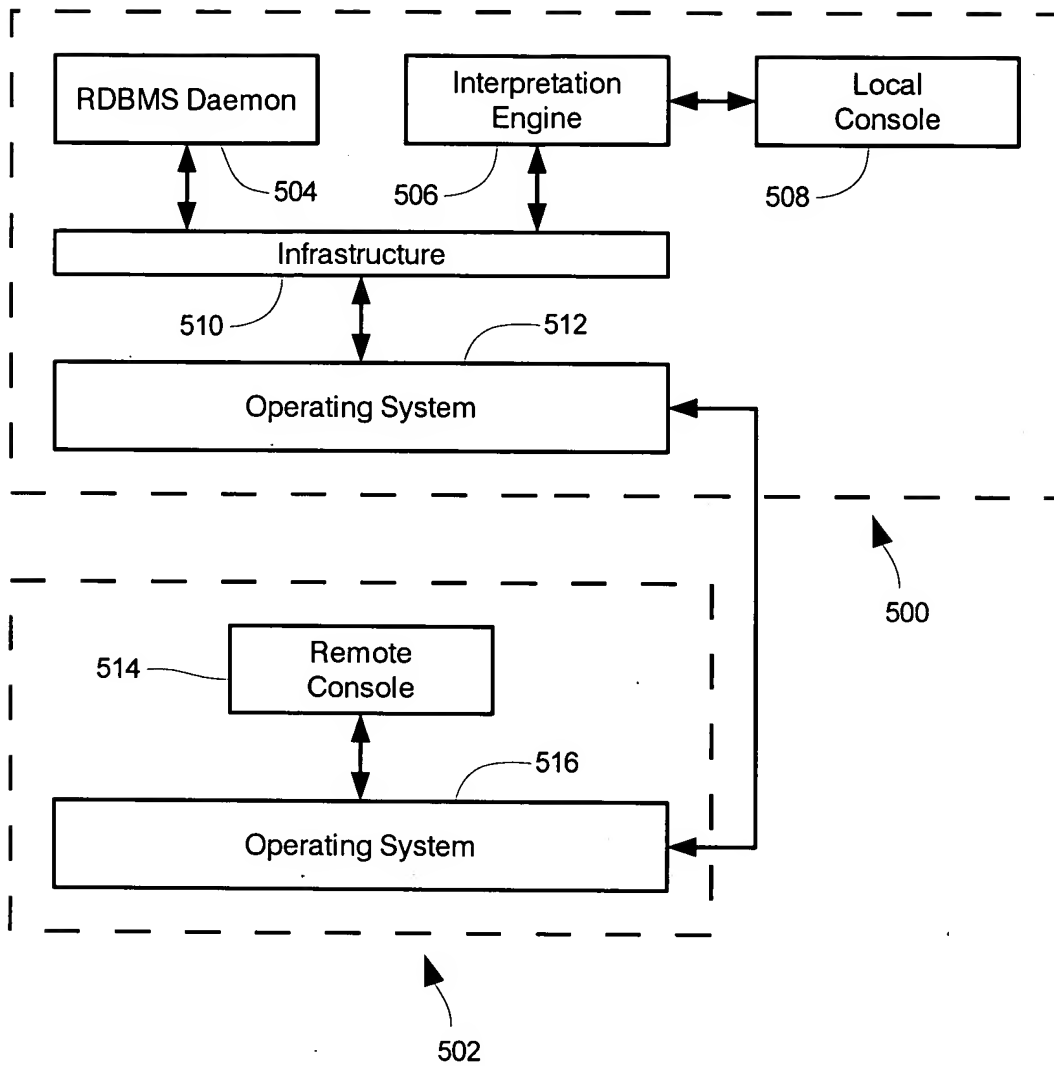 RDBMS Daemon
Interpretation
Engine
Local
Console
504
506
508
Infrastructure
510
512
Operating System
500
514
Remote
Console
516
Operating System
502